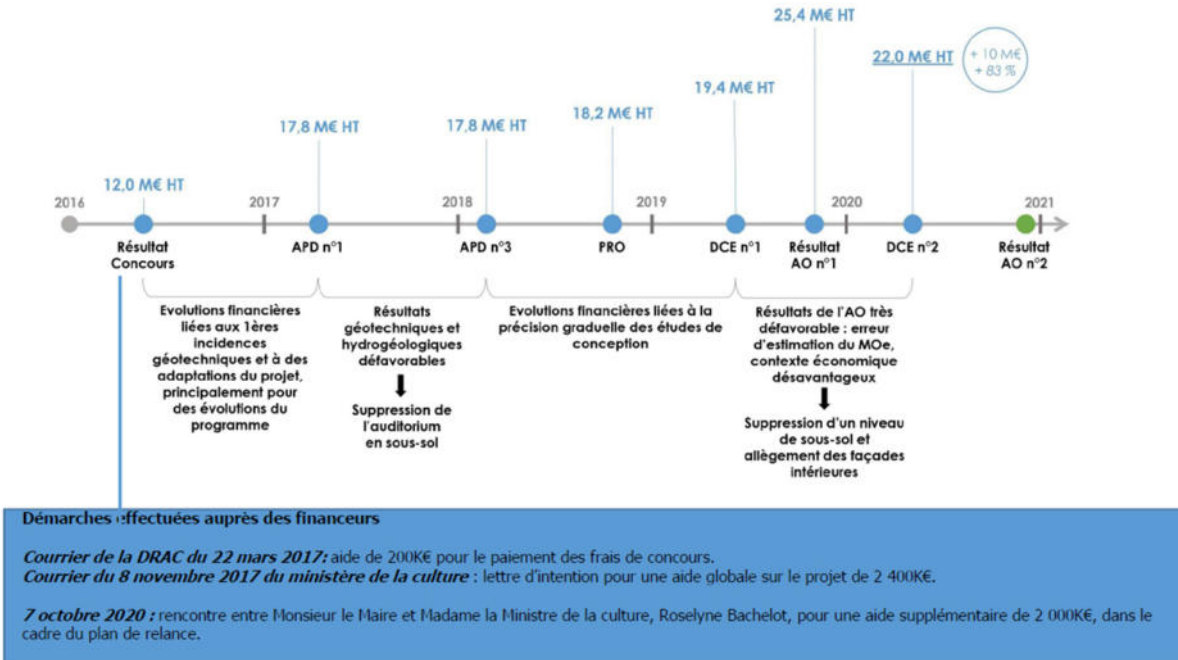 25,4 M€ HT
22,0 M€ HT
+ 10 M€
+ 83 %
19,4 M€ HT
18,2 M€ HT
17,8 M€ HT
17,8 M€ HT
12,0 M€ HT
2016
2017
2018
2019
2020
2021
Résultat
Concours
APD n°1
APD n°3
PRO
DCE n°1
Résultat
AO n°1
DCE n°2
Résultat
AO n°2
Evolutions financières
liées aux 1ères
incidences
géotechniques et à des
adaptations du projet,
principalement pour
des évolutions du
programme
Résultats
géotechniques et
hydrogéologiques
défavorables
Suppression de
l'auditorium
en sous-sol
Evolutions financières liées à la
précision graduelle des études de
conception
Résultats de l'AO très
défavorable : erreur
d'estimation du MOe,
contexte économique
désavantageux
Suppression d'un niveau
de sous-sol et
allègement des façades
intérieures
Démarches effectuées auprès des financeurs
Courrier de la DRAC du 22 mars 2017: aide de 200K€ pour le paiement des frais de concours.
Courrier du 8 novembre 2017 du ministère de la culture : lettre d'intention pour une aide globale sur le projet de 2 400K€.
7 octobre 2020 : rencontre entre Monsieur le Maire et Madame la Ministre de la culture, Roselyne Bachelot, pour une aide supplémentaire de 2 000K€, dans le
cadre du plan de relance.